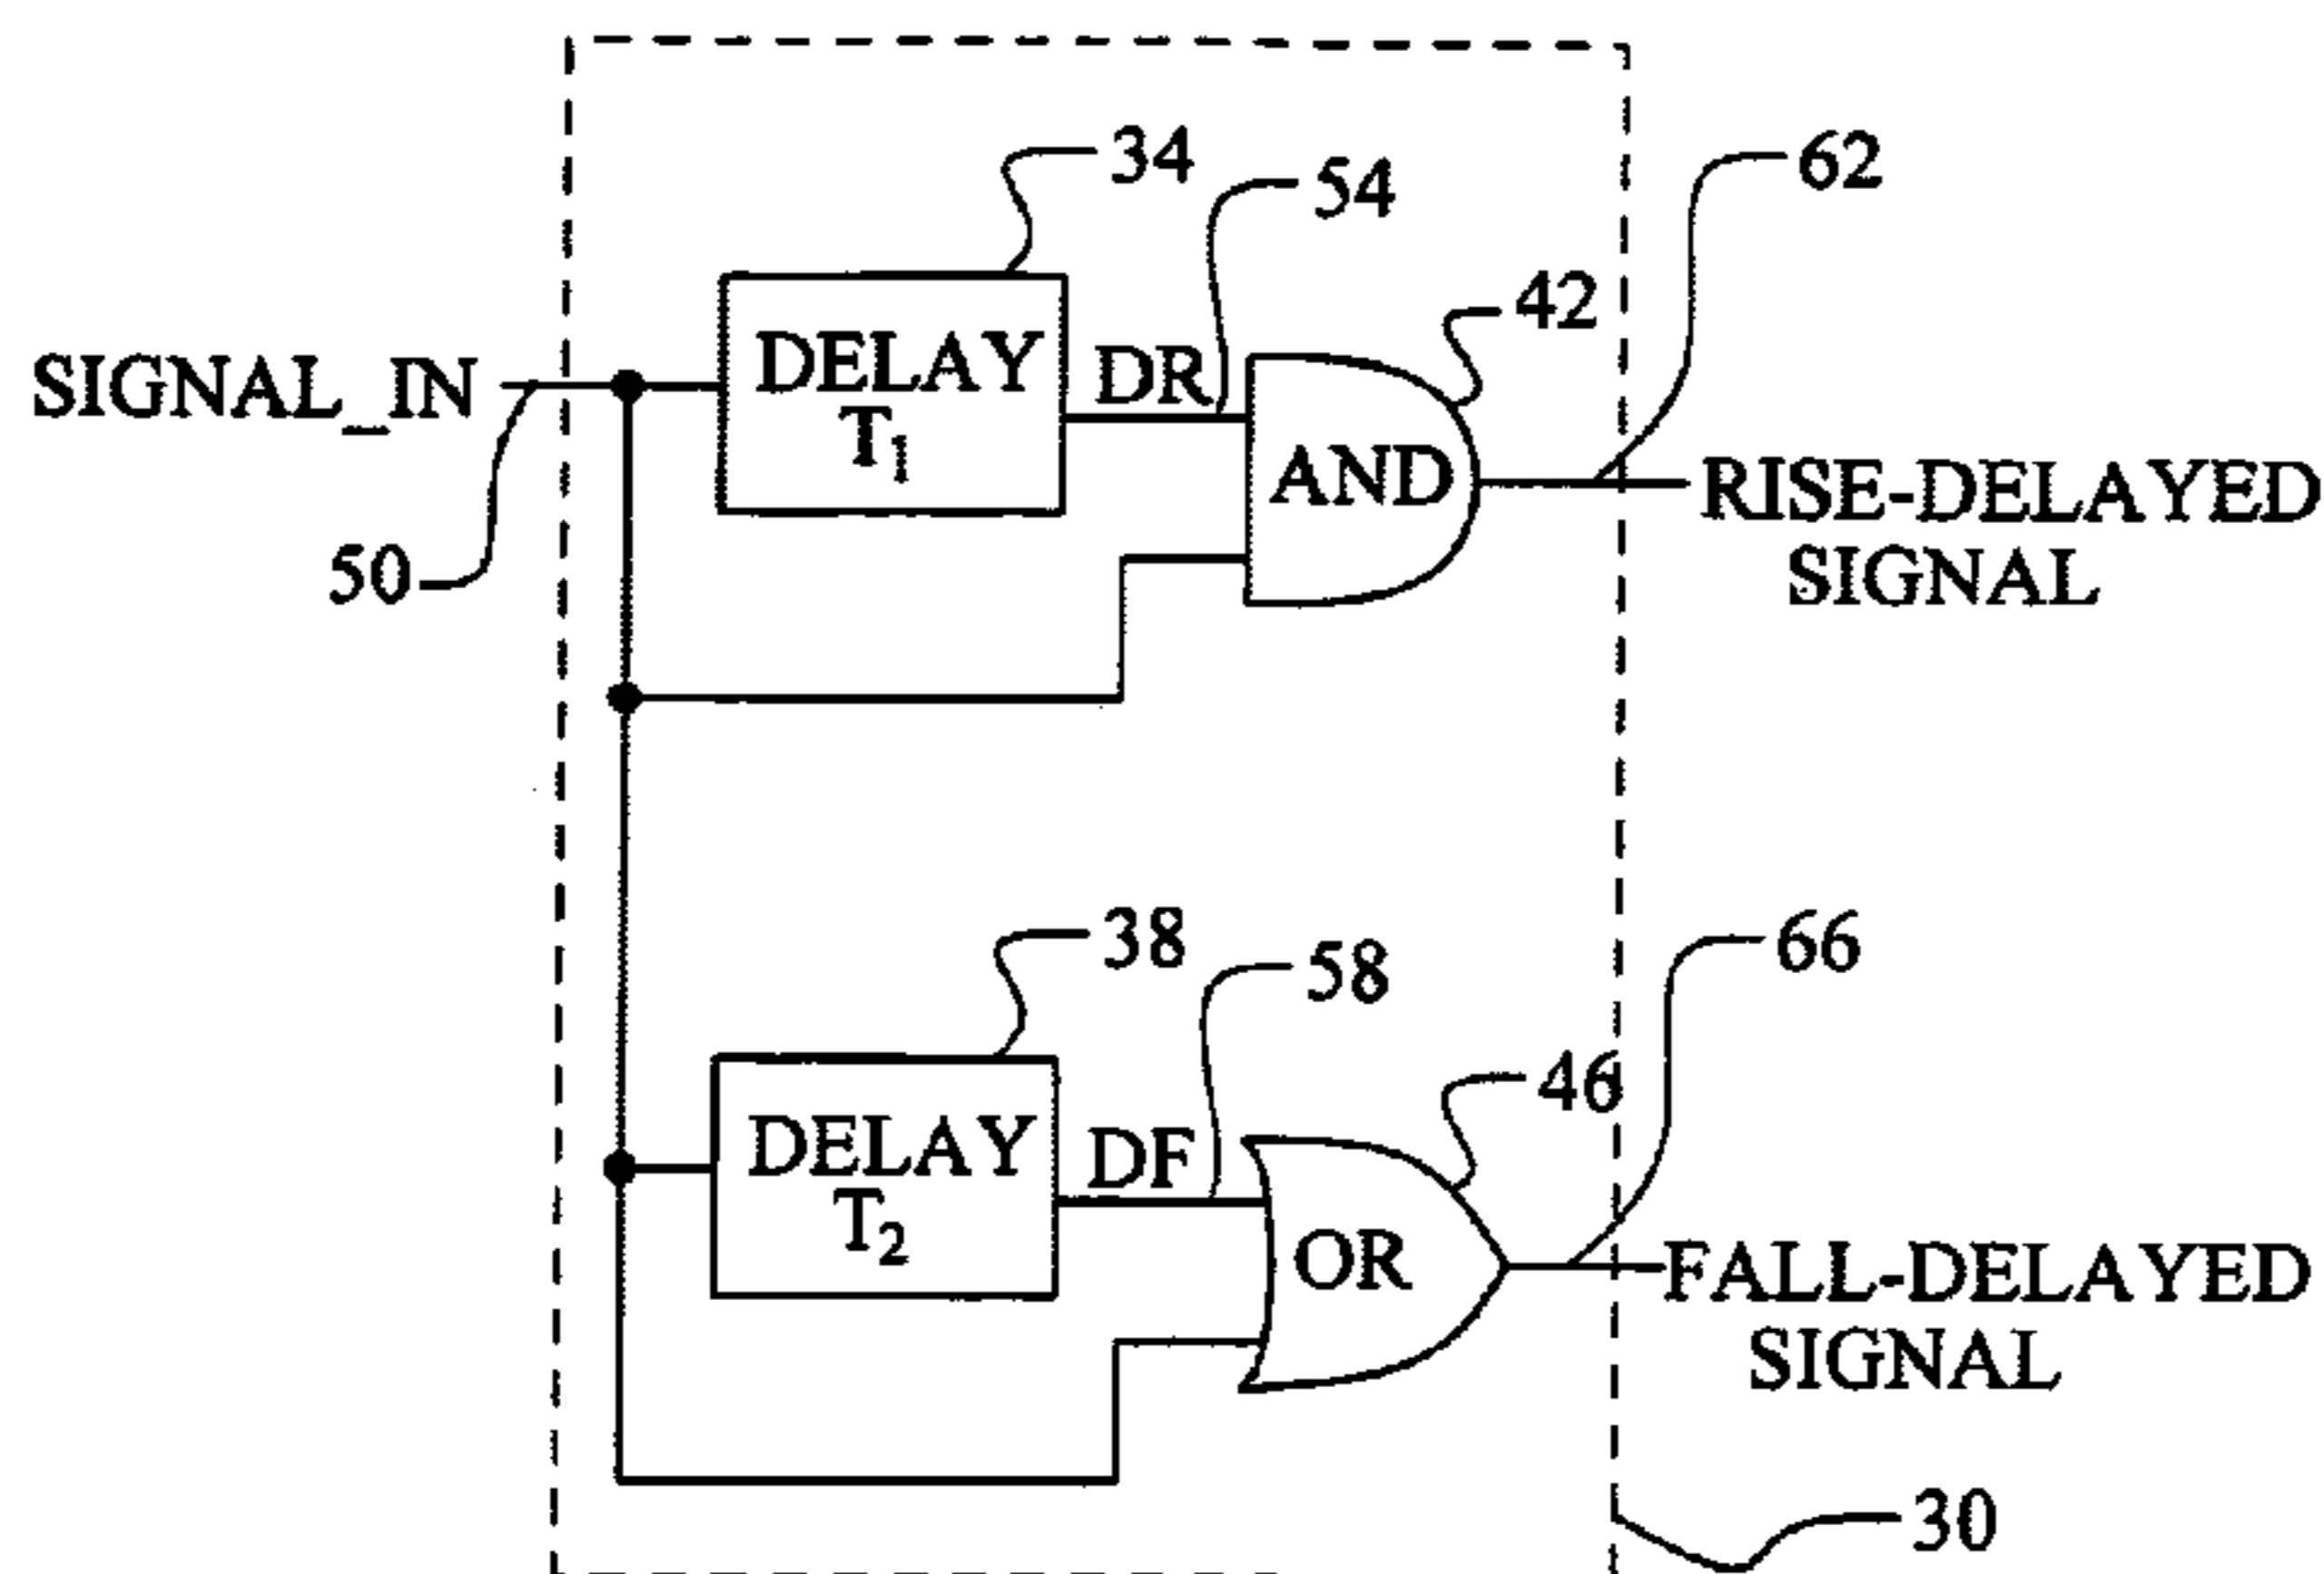 34
54
62
42
SIGNAL_IN
DELAY
T1
DR
AND
RISE-DELAYED
SIGNAL
50
38
58
66
46
DELAY
T2
DF
OR
FALL-DELAYED
SIGNAL
30